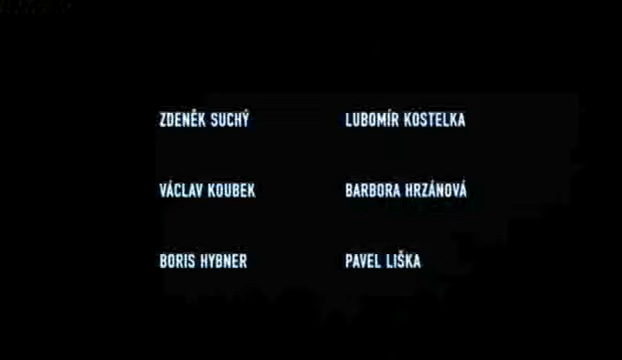 ZDENĚK SUCHÝ LUBOMÍR KOSTELKA
VÁCLAV KOUBEK BARBORA HRZÁNOVÁ
BORIS HYBNER PAVEL LIŠKA